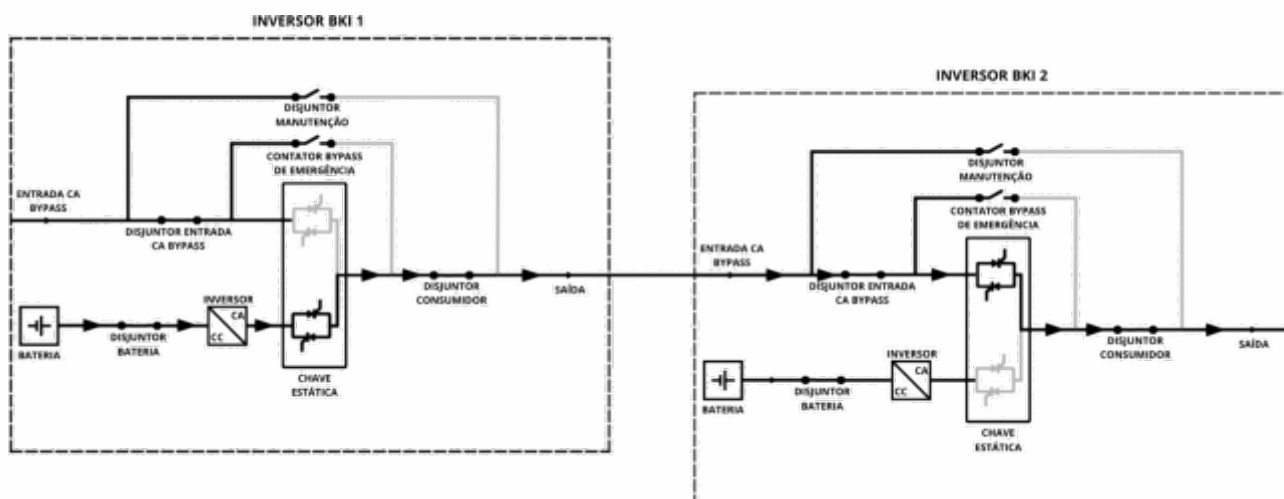 INVERSOR BKI 1
DISJUNTOR
MANUTENÇÃO
CONTATOR BYPASS
DE EMERGÊNCIA
ENTRADA CA
BYPASS
DISJUNTOR ENTRADA
CA BYPASS
DISJUNTOR
CONSUMIDOR
SAÍDA
INVERSOR
CA
CC
BATERIA
DISJUNTOR
BATERIA
CHAVE
ESTÁTICA
INVERSOR BKI 2
DISJUNTOR
MANUTENÇÃO
CONTATOR BYPASS
DE EMERGÊNCIA
ENTRADA CA
BYPASS
DISJUNTOR ENTRADA
CA BYPASS
DISJUNTOR
CONSUMIDOR
SAÍDA
INVERSOR
CA
CC
BATERIA
DISJUNTOR
BATERIA
CHAVE
ESTÁTICA